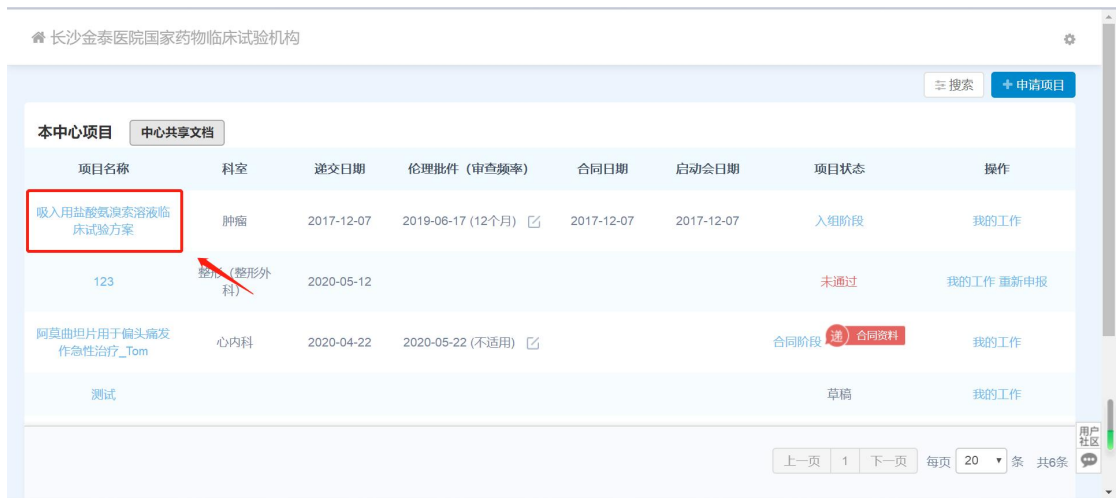 长沙金泰医院国家药物临床试验机构
搜索 申请项目
本中心项目 中心共享文档
项目名称 科室 递交日期 伦理批件（审查频率） 合同日期 启动会日期 项目状态 操作
吸入用盐酸氨溴索溶液临
床试验方案
肿瘤 2017-12-07 2019-06-17 (12个月) 2017-12-07 2017-12-07 入组阶段 我的工作
123
整形（整形外
科）
2020-05-12 未通过 我的工作 重新申报
阿莫曲坦片用于偏头痛发
作急性治疗_Tom
心内科 2020-04-22 2020-05-22 (不适用) 合同阶段 递 合同资料 我的工作
测试 草稿 我的工作
用户
社区
上一页 1 下一页 每页 20 条 共6条